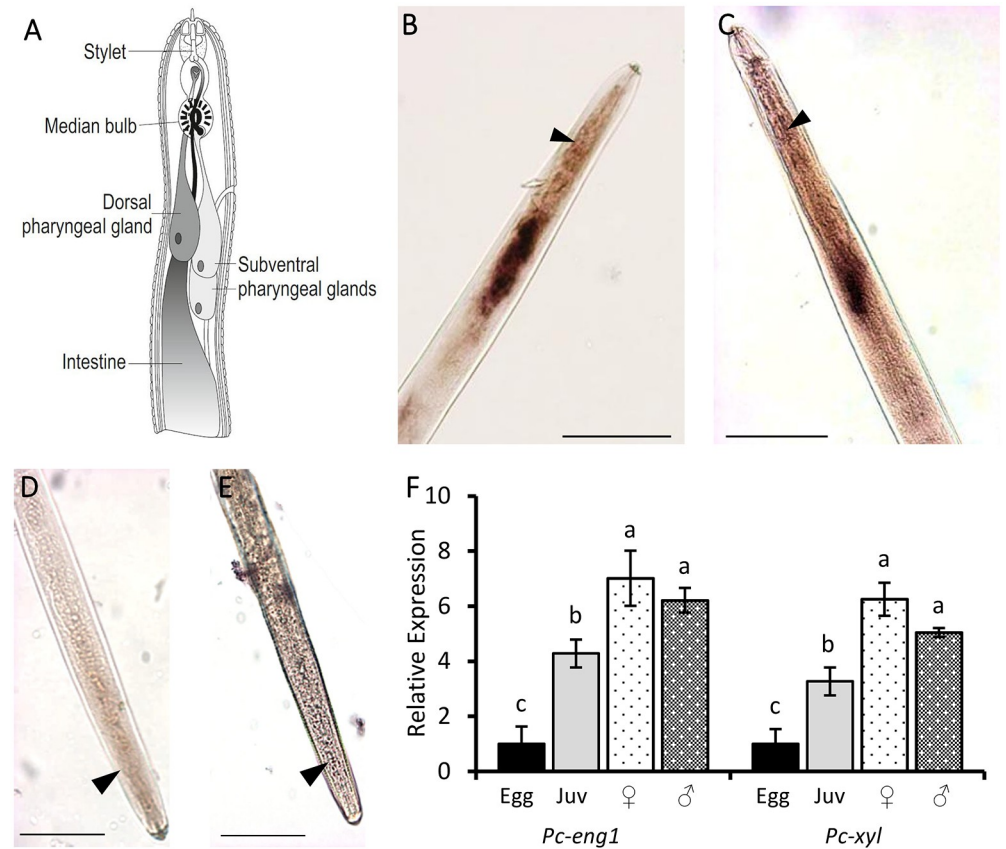 A
Stylet
Median bulb
Dorsal
pharyngeal gland
Subventral
pharyngeal glands
Intestine
B
C
D
E
F
Relative Expression
10
8
6
4
2
0
c
b
a
a
c
b
a
a
Egg Juv ♀ ♂ Egg Juv ♀ ♂
Pc-eng1 Pc-xyl